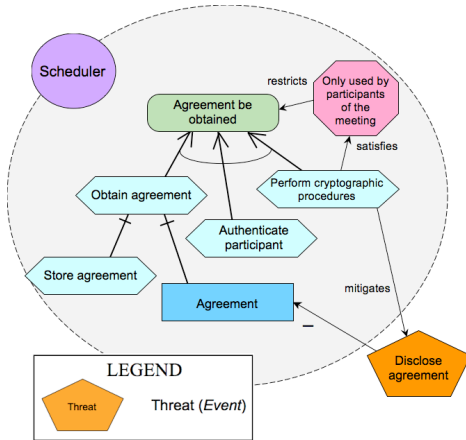 Scheduler
Agreement be
obtained
restricts
Only used by
participants
of the
meeting
satisfies
Obtain agreement
Perform cryptographic
procedures
Authenticate
participant
Store agreement
Agreement
mitigates
–
Disclose
agreement
LEGEND
Threat
Threat (Event)